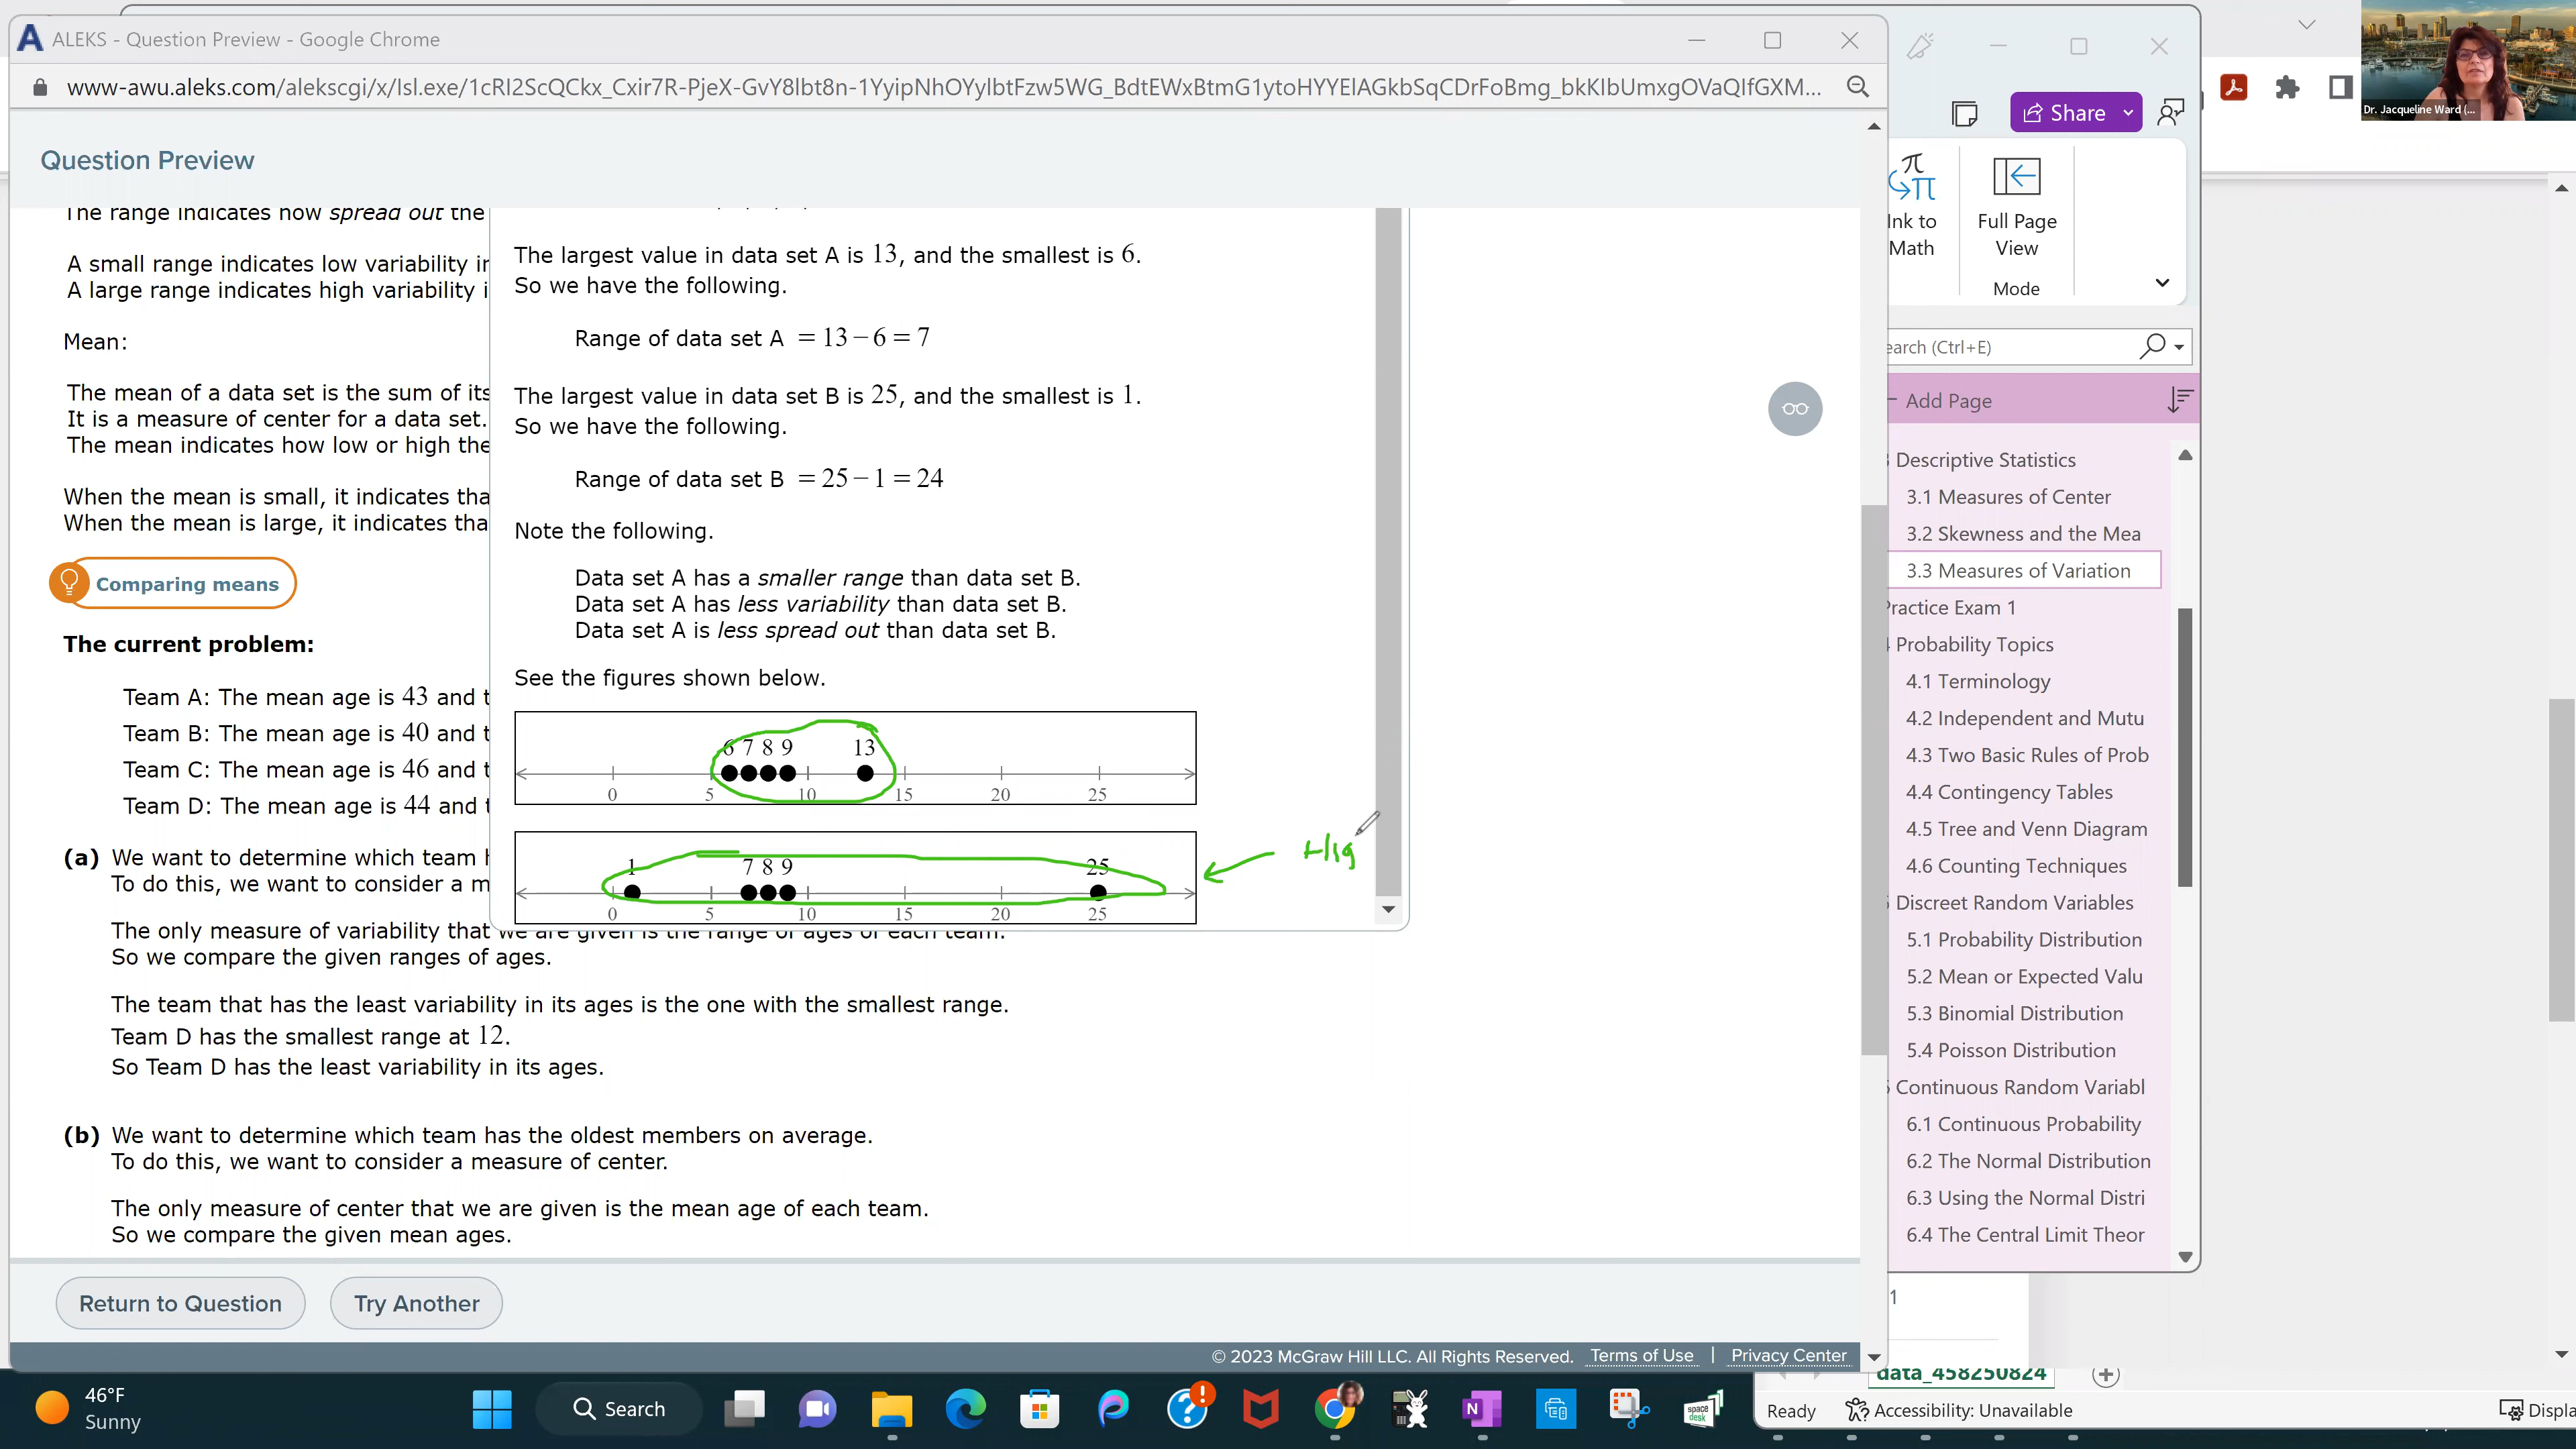 ALEKS - Question Preview - Google Chrome
www-awu.aleks.com/alekscgi/x/Isl.exe/1cRI2ScQCkx_Cxir7R-PjeX-GvY8lbt8n-1YyipNhOYylbtFzw5WG_BdtEWxBtmG1ytoHYYElAGkbSqCDrFoBmg_bkKIbUmxgOVaQIfGXM...
Question Preview
The range indicates how spread out the
A small range indicates low variability in
A large range indicates high variability i
Mean:
The mean of a data set is the sum of its
It is a measure of center for a data set.
The mean indicates how low or high the
When the mean is small, it indicates tha
When the mean is large, it indicates tha
Comparing means
The current problem:
Team A: The mean age is 43 and t
Team B: The mean age is 40 and t
Team C: The mean age is 46 and t
Team D: The mean age is 44 and t
(a) We want to determine which team h
To do this, we want to consider a m
The only measure of variability that we are given is the range of ages of each team.
So we compare the given ranges of ages.
The team that has the least variability in its ages is the one with the smallest range.
Team D has the smallest range at 12.
So Team D has the least variability in its ages.
(b) We want to determine which team has the oldest members on average.
To do this, we want to consider a measure of center.
The only measure of center that we are given is the mean age of each team.
So we compare the given mean ages.
The largest value in data set A is 13, and the smallest is 6.
So we have the following.
Range of data set A = 13 − 6 = 7
The largest value in data set B is 25, and the smallest is 1.
So we have the following.
Range of data set B = 25 − 1 = 24
Note the following.
Data set A has a smaller range than data set B.
Data set A has less variability than data set B.
Data set A is less spread out than data set B.
See the figures shown below.
6 7 8 9 13
0 5 10 15 20 25
1 7 8 9 25
0 5 10 15 20 25
Hig
Return to Question
Try Another
© 2023 McGraw Hill LLC. All Rights Reserved. Terms of Use | Privacy Center
Share
Dr. Jacqueline Ward (...
Ink to
Math
Full Page
View
Mode
earch (Ctrl+E)
Add Page
Descriptive Statistics
3.1 Measures of Center
3.2 Skewness and the Mea
3.3 Measures of Variation
Practice Exam 1
Probability Topics
4.1 Terminology
4.2 Independent and Mutu
4.3 Two Basic Rules of Prob
4.4 Contingency Tables
4.5 Tree and Venn Diagram
4.6 Counting Techniques
Discreet Random Variables
5.1 Probability Distribution
5.2 Mean or Expected Valu
5.3 Binomial Distribution
5.4 Poisson Distribution
Continuous Random Variabl
6.1 Continuous Probability
6.2 The Normal Distribution
6.3 Using the Normal Distri
6.4 The Central Limit Theor
1
data_458250824
Ready
Accessibility: Unavailable
Displa
46°F
Sunny
Search
space
desk